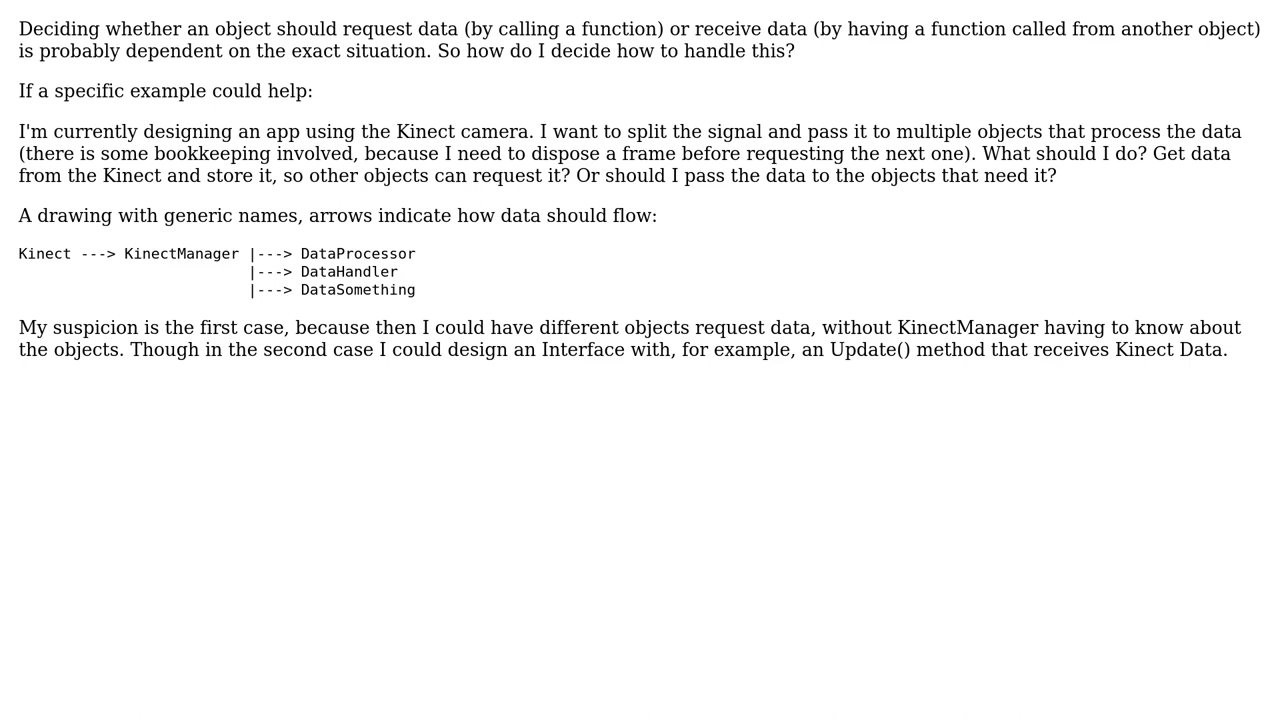 Deciding whether an object should request data (by calling a function) or receive data (by having a function called from another object)
is probably dependent on the exact situation. So how do I decide how to handle this?
If a specific example could help:
I'm currently designing an app using the Kinect camera. I want to split the signal and pass it to multiple objects that process the data
(there is some bookkeeping involved, because I need to dispose a frame before requesting the next one). What should I do? Get data
from the Kinect and store it, so other objects can request it? Or should I pass the data to the objects that need it?
A drawing with generic names, arrows indicate how data should flow:
Kinect ---> KinectManager |---> DataProcessor
|---> DataHandler
|---> DataSomething
My suspicion is the first case, because then I could have different objects request data, without KinectManager having to know about
the objects. Though in the second case I could design an Interface with, for example, an Update() method that receives Kinect Data.